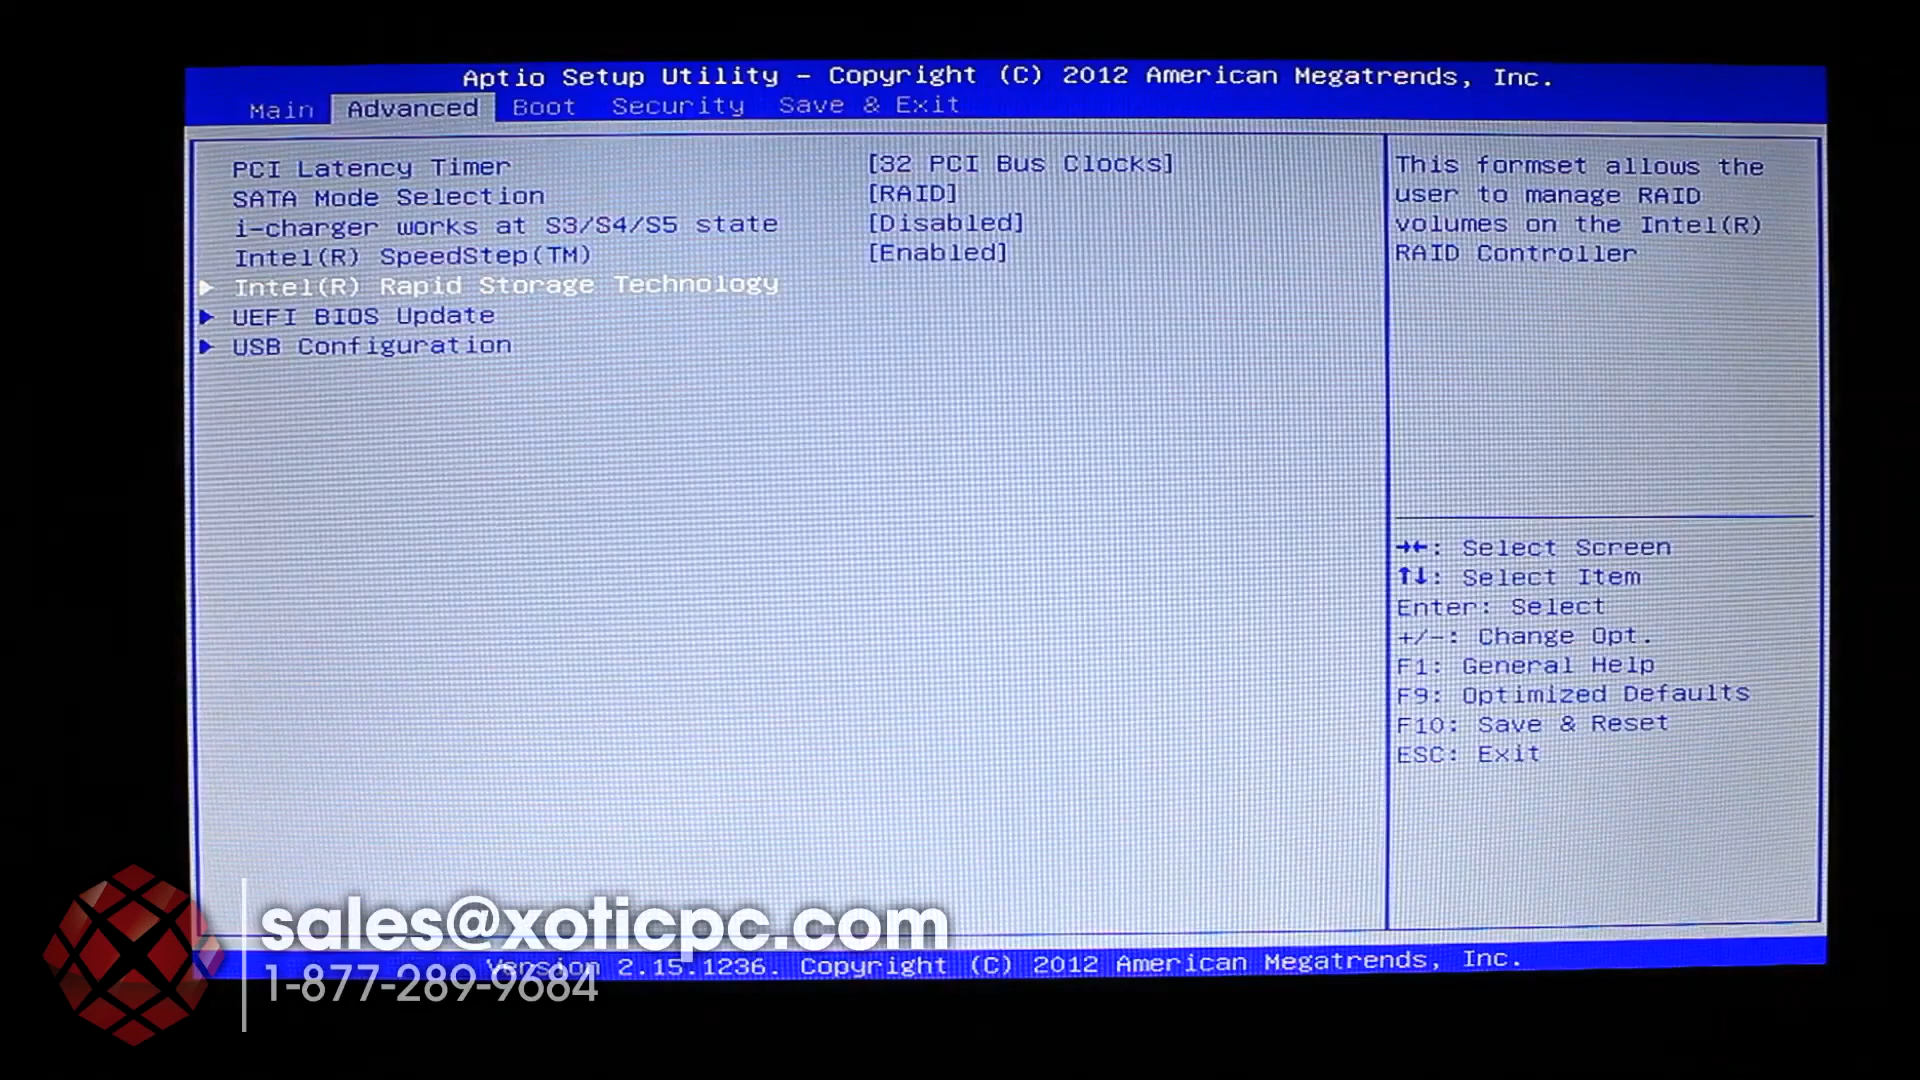 Aptio Setup Utility - Copyright (C) 2012 American Megatrends, Inc.
Main Advanced Boot Security Save & Exit
PCI Latency Timer [32 PCI Bus Clocks]
SATA Mode Selection [RAID]
i-charger works at S3/S4/S5 state [Disabled]
Intel(R) SpeedStep(TM) [Enabled]
▶ Intel(R) Rapid Storage Technology
▶ UEFI BIOS Update
▶ USB Configuration
This formset allows the
user to manage RAID
volumes on the Intel(R)
RAID Controller
→←: Select Screen
↑↓: Select Item
Enter: Select
+/-: Change Opt.
F1: General Help
F9: Optimized Defaults
F10: Save & Reset
ESC: Exit
sales@xoticpc.com
Version 2.15.1236. Copyright (C) 2012 American Megatrends, Inc.
1-877-289-9684